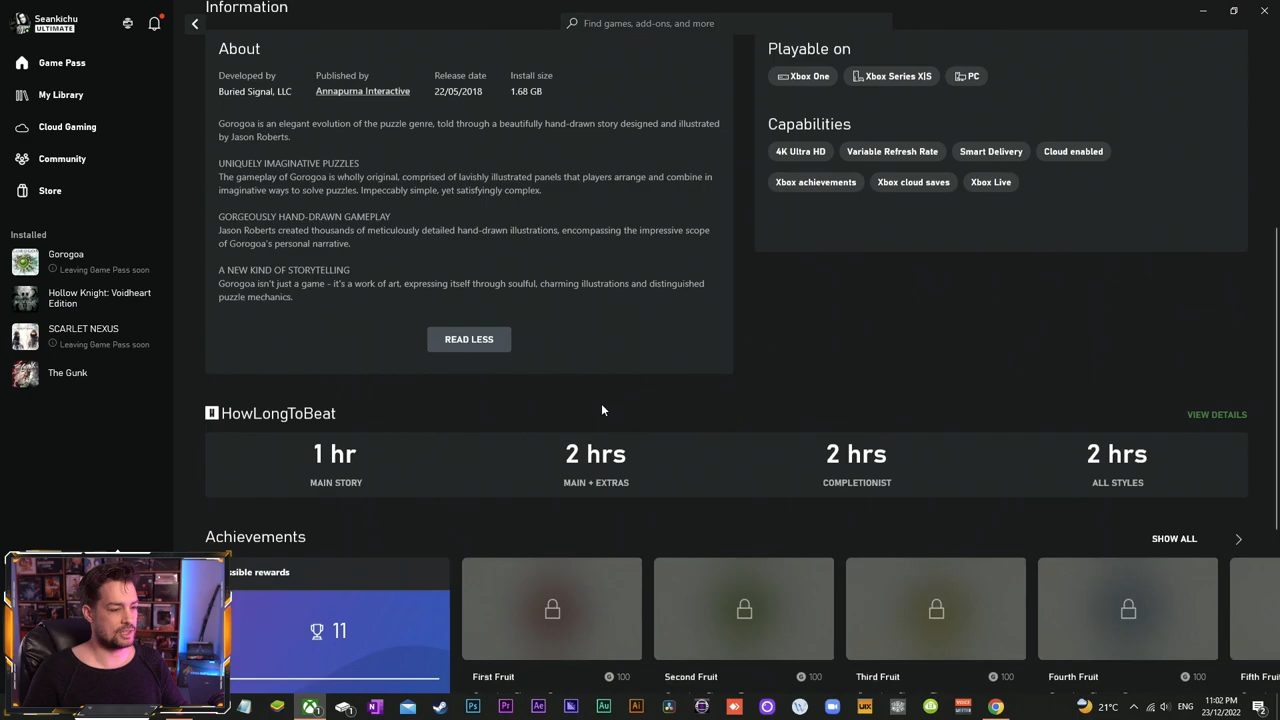 Seankichu
ULTIMATE
Game Pass
My Library
Cloud Gaming
Community
Store
Installed
Gorogoa
Leaving Game Pass soon
Hollow Knight: Voidheart
Edition
SCARLET NEXUS
Leaving Game Pass soon
The Gunk
Information
Find games, add-ons, and more
About
Developed by
Published by
Release date
Install size
Buried Signal, LLC
Annapurna Interactive
22/05/2018
1.68 GB
Gorogoa is an elegant evolution of the puzzle genre, told through a beautifully hand-drawn story designed and illustrated
by Jason Roberts.
UNIQUELY IMAGINATIVE PUZZLES
The gameplay of Gorogoa is wholly original, comprised of lavishly illustrated panels that players arrange and combine in
imaginative ways to solve puzzles. Impeccably simple, yet satisfyingly complex.
GORGEOUSLY HAND-DRAWN GAMEPLAY
Jason Roberts created thousands of meticulously detailed hand-drawn illustrations, encompassing the impressive scope
of Gorogoa's personal narrative.
A NEW KIND OF STORYTELLING
Gorogoa isn't just a game - it's a work of art, expressing itself through soulful, charming illustrations and distinguished
puzzle mechanics.
READ LESS
Playable on
Xbox One
Xbox Series X|S
PC
Capabilities
4K Ultra HD
Variable Refresh Rate
Smart Delivery
Cloud enabled
Xbox achievements
Xbox cloud saves
Xbox Live
HowLongToBeat
VIEW DETAILS
1 hr
MAIN STORY
2 hrs
MAIN + EXTRAS
2 hrs
COMPLETIONIST
2 hrs
ALL STYLES
Achievements
SHOW ALL
ssible rewards
11
First Fruit
G 100
Second Fruit
G 100
Third Fruit
G 100
Fourth Fruit
G 100
Fifth Fru
21°C
ENG
11:02 PM
23/12/2022